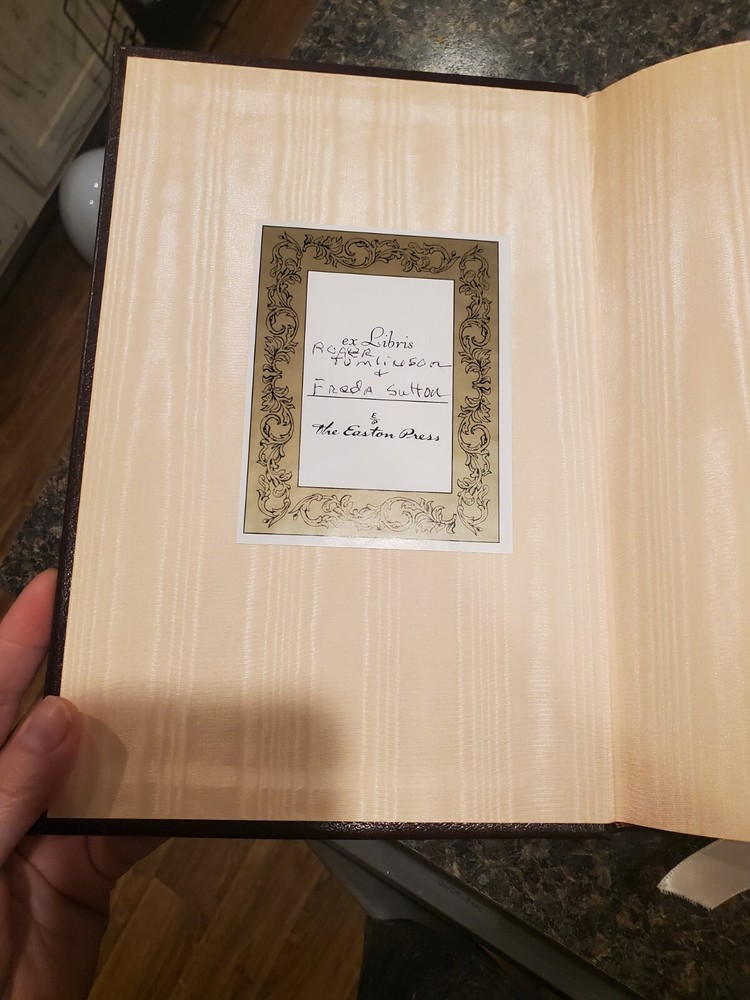 ex Libris
ROGER
Tomlinson
&
Freda Sutton
E
P
The Easton Press